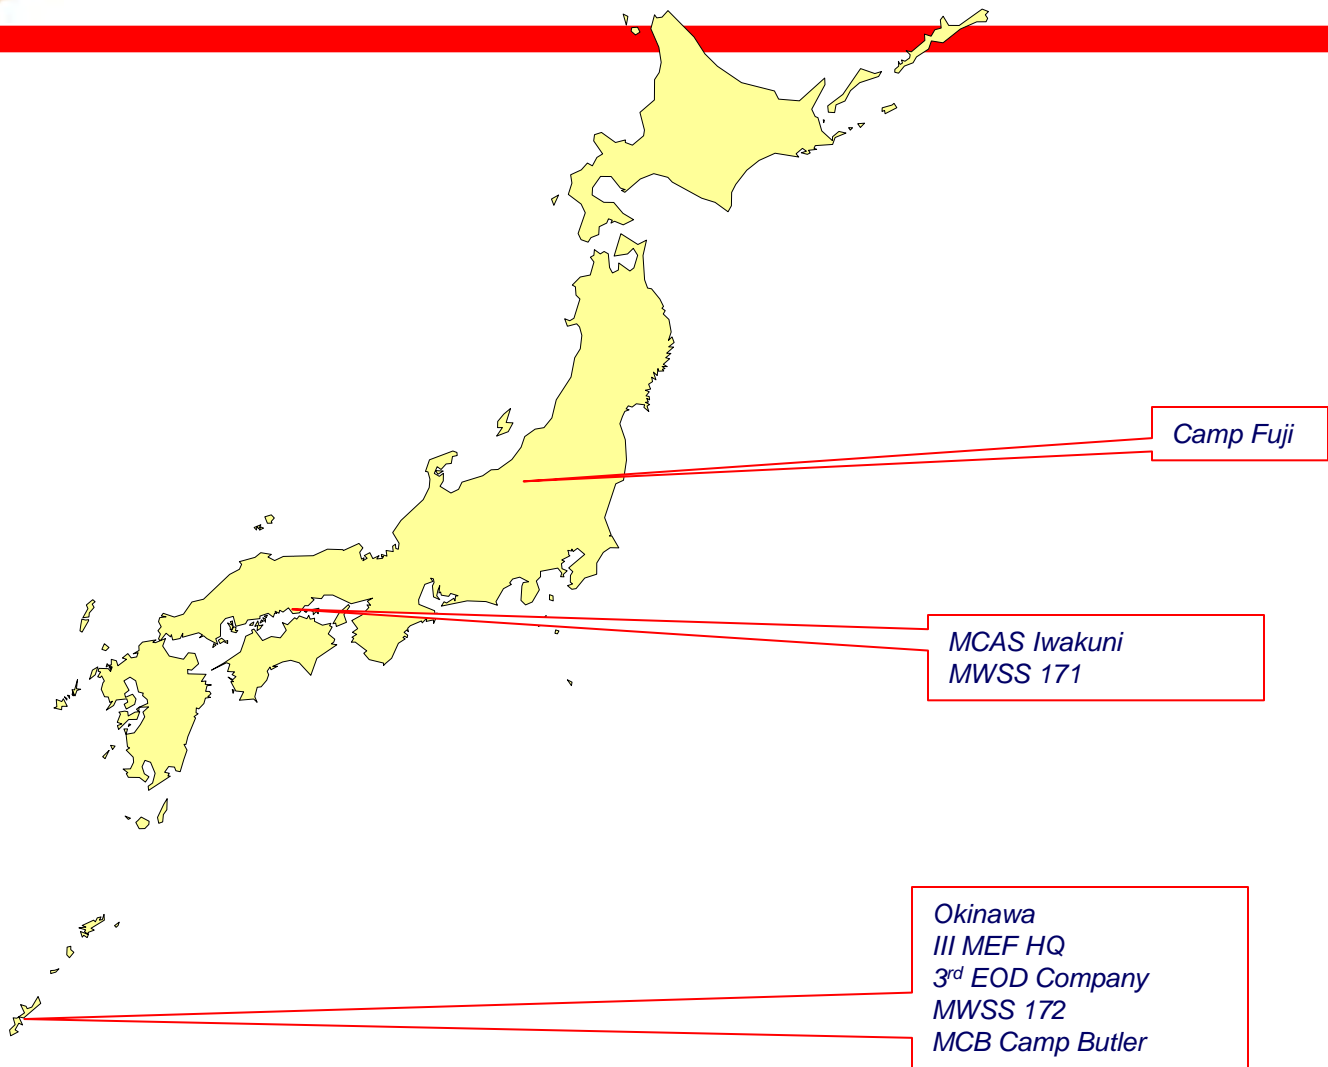 Camp Fuji
MCAS Iwakuni
MWSS 171
Okinawa
III MEF HQ
3rd EOD Company
MWSS 172
MCB Camp Butler